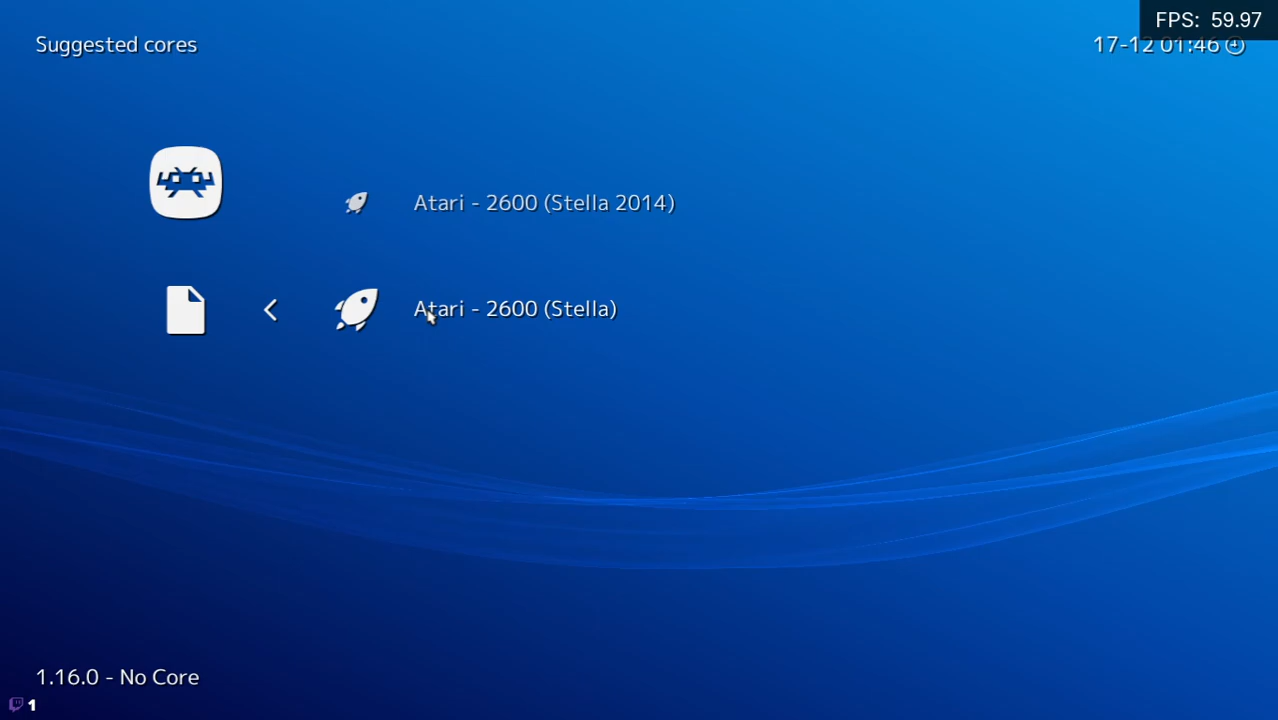 FPS: 59.97
Suggested cores
17-12 01:46
Atari - 2600 (Stella 2014)
Atari - 2600 (Stella)
1.16.0 - No Core
1